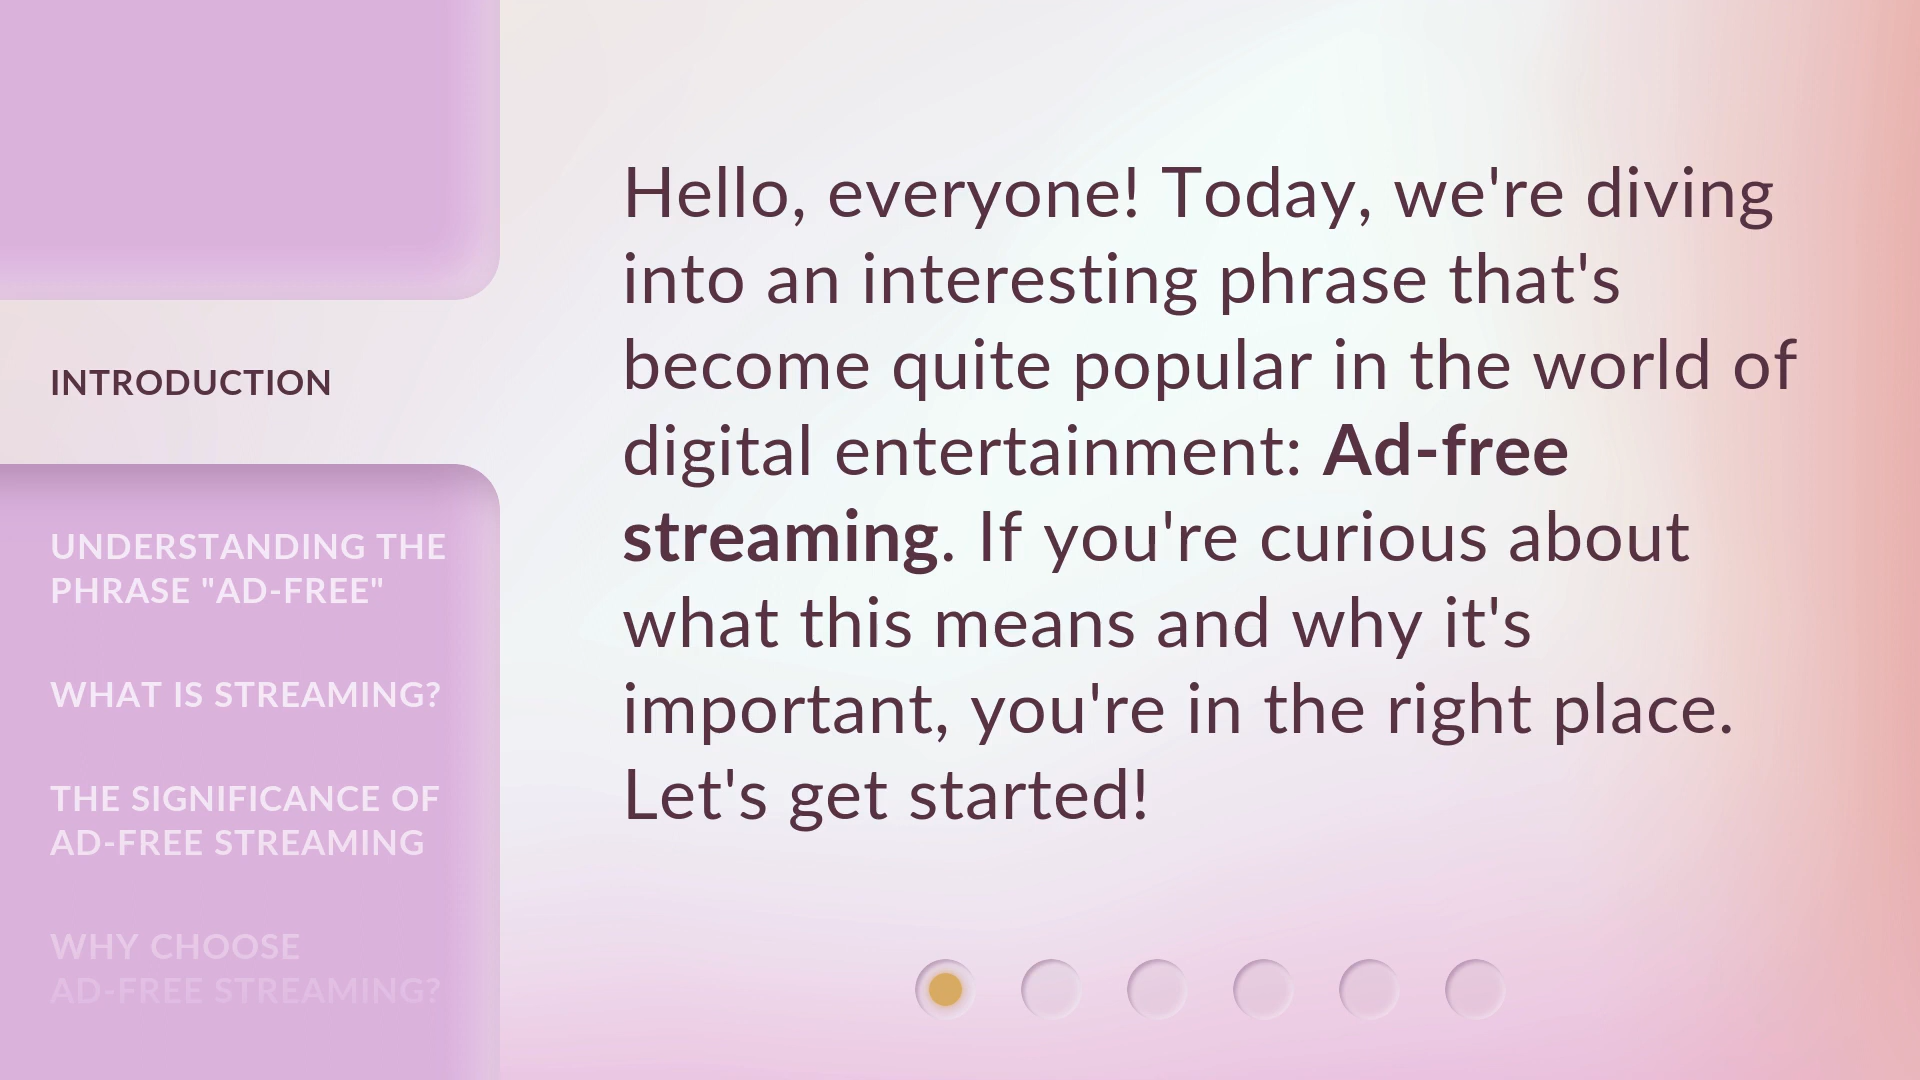 INTRODUCTION
UNDERSTANDING THE
PHRASE "AD-FREE"
WHAT IS STREAMING?
THE SIGNIFICANCE OF
AD-FREE STREAMING
WHY CHOOSE
AD-FREE STREAMING?
Hello, everyone! Today, we're diving
into an interesting phrase that's
become quite popular in the world of
digital entertainment: Ad-free
streaming. If you're curious about
what this means and why it's
important, you're in the right place.
Let's get started!